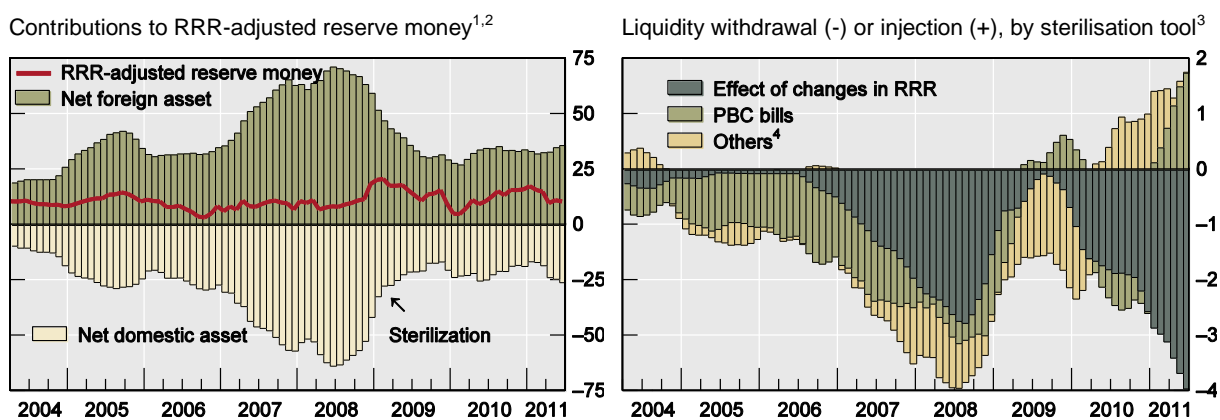 Contributions to RRR-adjusted reserve money1,2
RRR-adjusted reserve money
Net foreign asset
Net domestic asset
Sterilization
75
50
25
0
–25
–50
–75
2004 2005 2006 2007 2008 2009 2010 2011
Liquidity withdrawal (-) or injection (+), by sterilisation tool3
Effect of changes in RRR
PBC bills
Others4
2
1
0
–1
–2
–3
–4
2004 2005 2006 2007 2008 2009 2010 2011